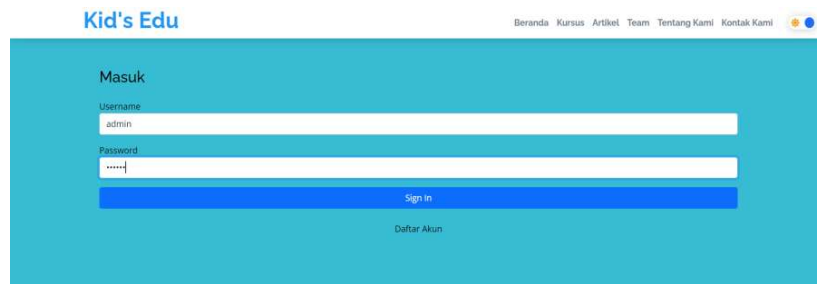 Kid's Edu
Beranda Kursus Artikel Team Tentang Kami Kontak Kami
Masuk
Username
admin
Password
••••••
Sign In
Daftar Akun